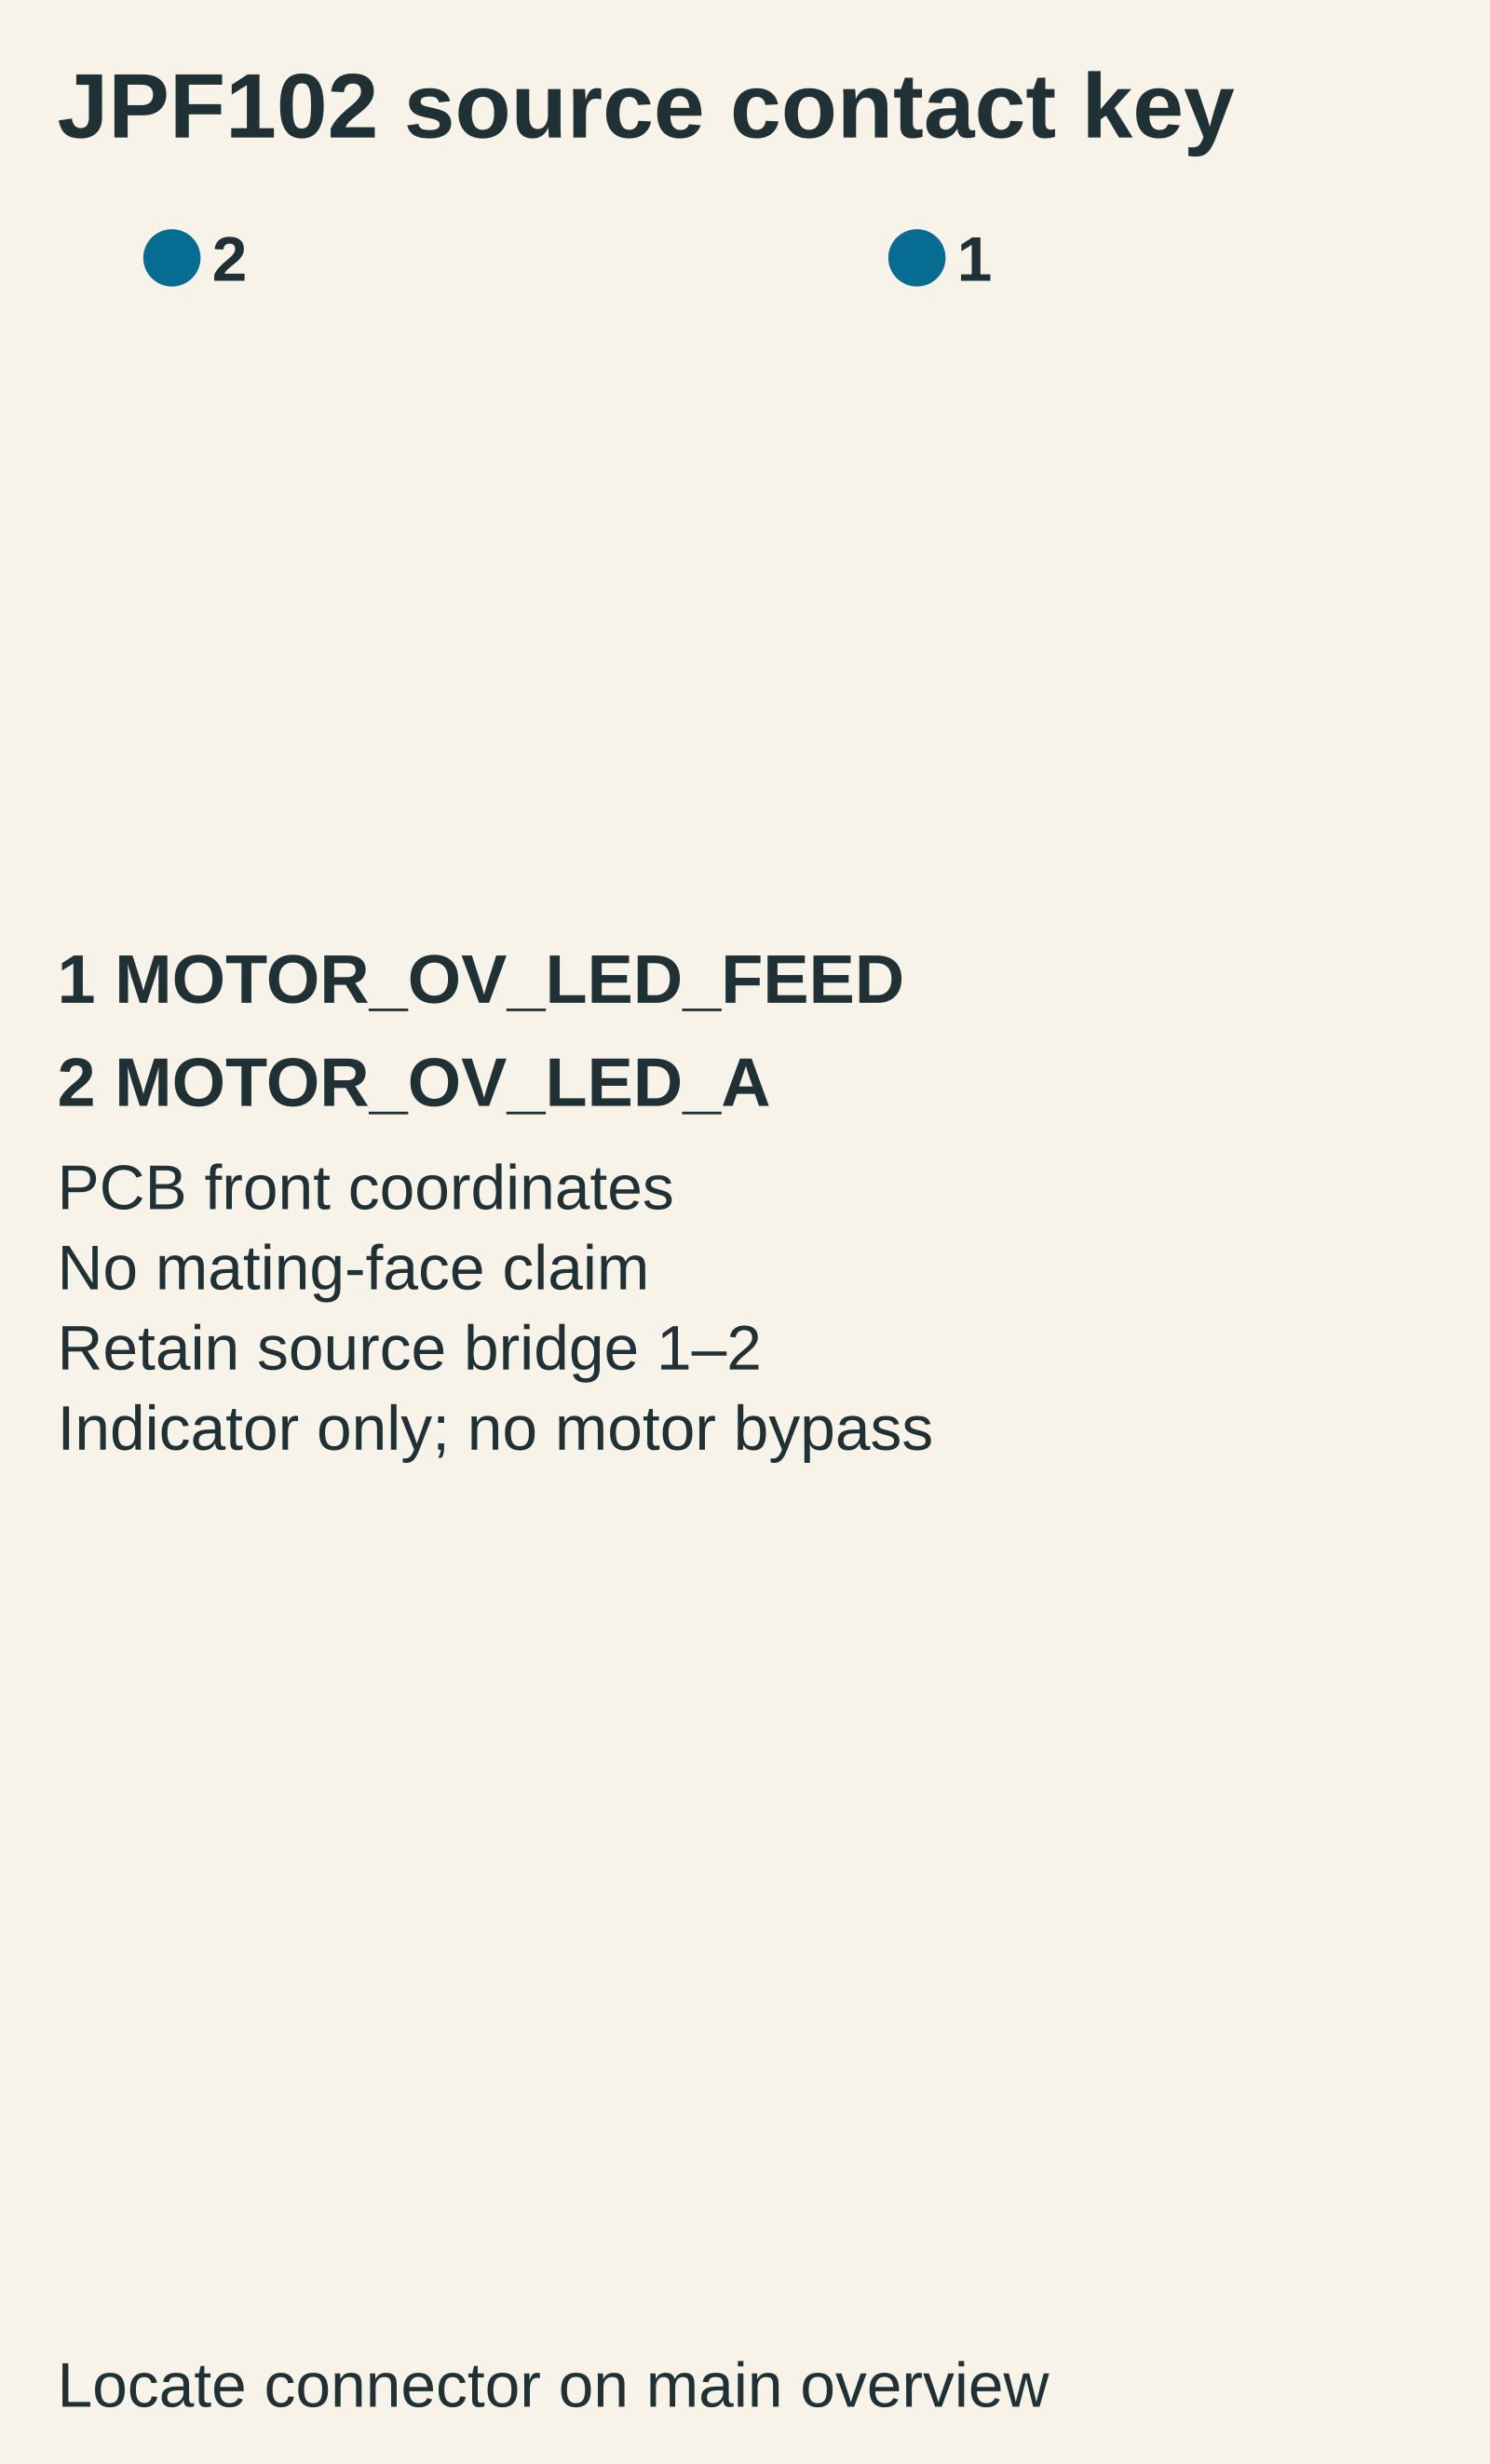 JPF102 source contact key
2 1
1 MOTOR_OV_LED_FEED
2 MOTOR_OV_LED_A
PCB front coordinates
No mating-face claim
Retain source bridge 1–2
Indicator only; no motor bypass
Locate connector on main overview